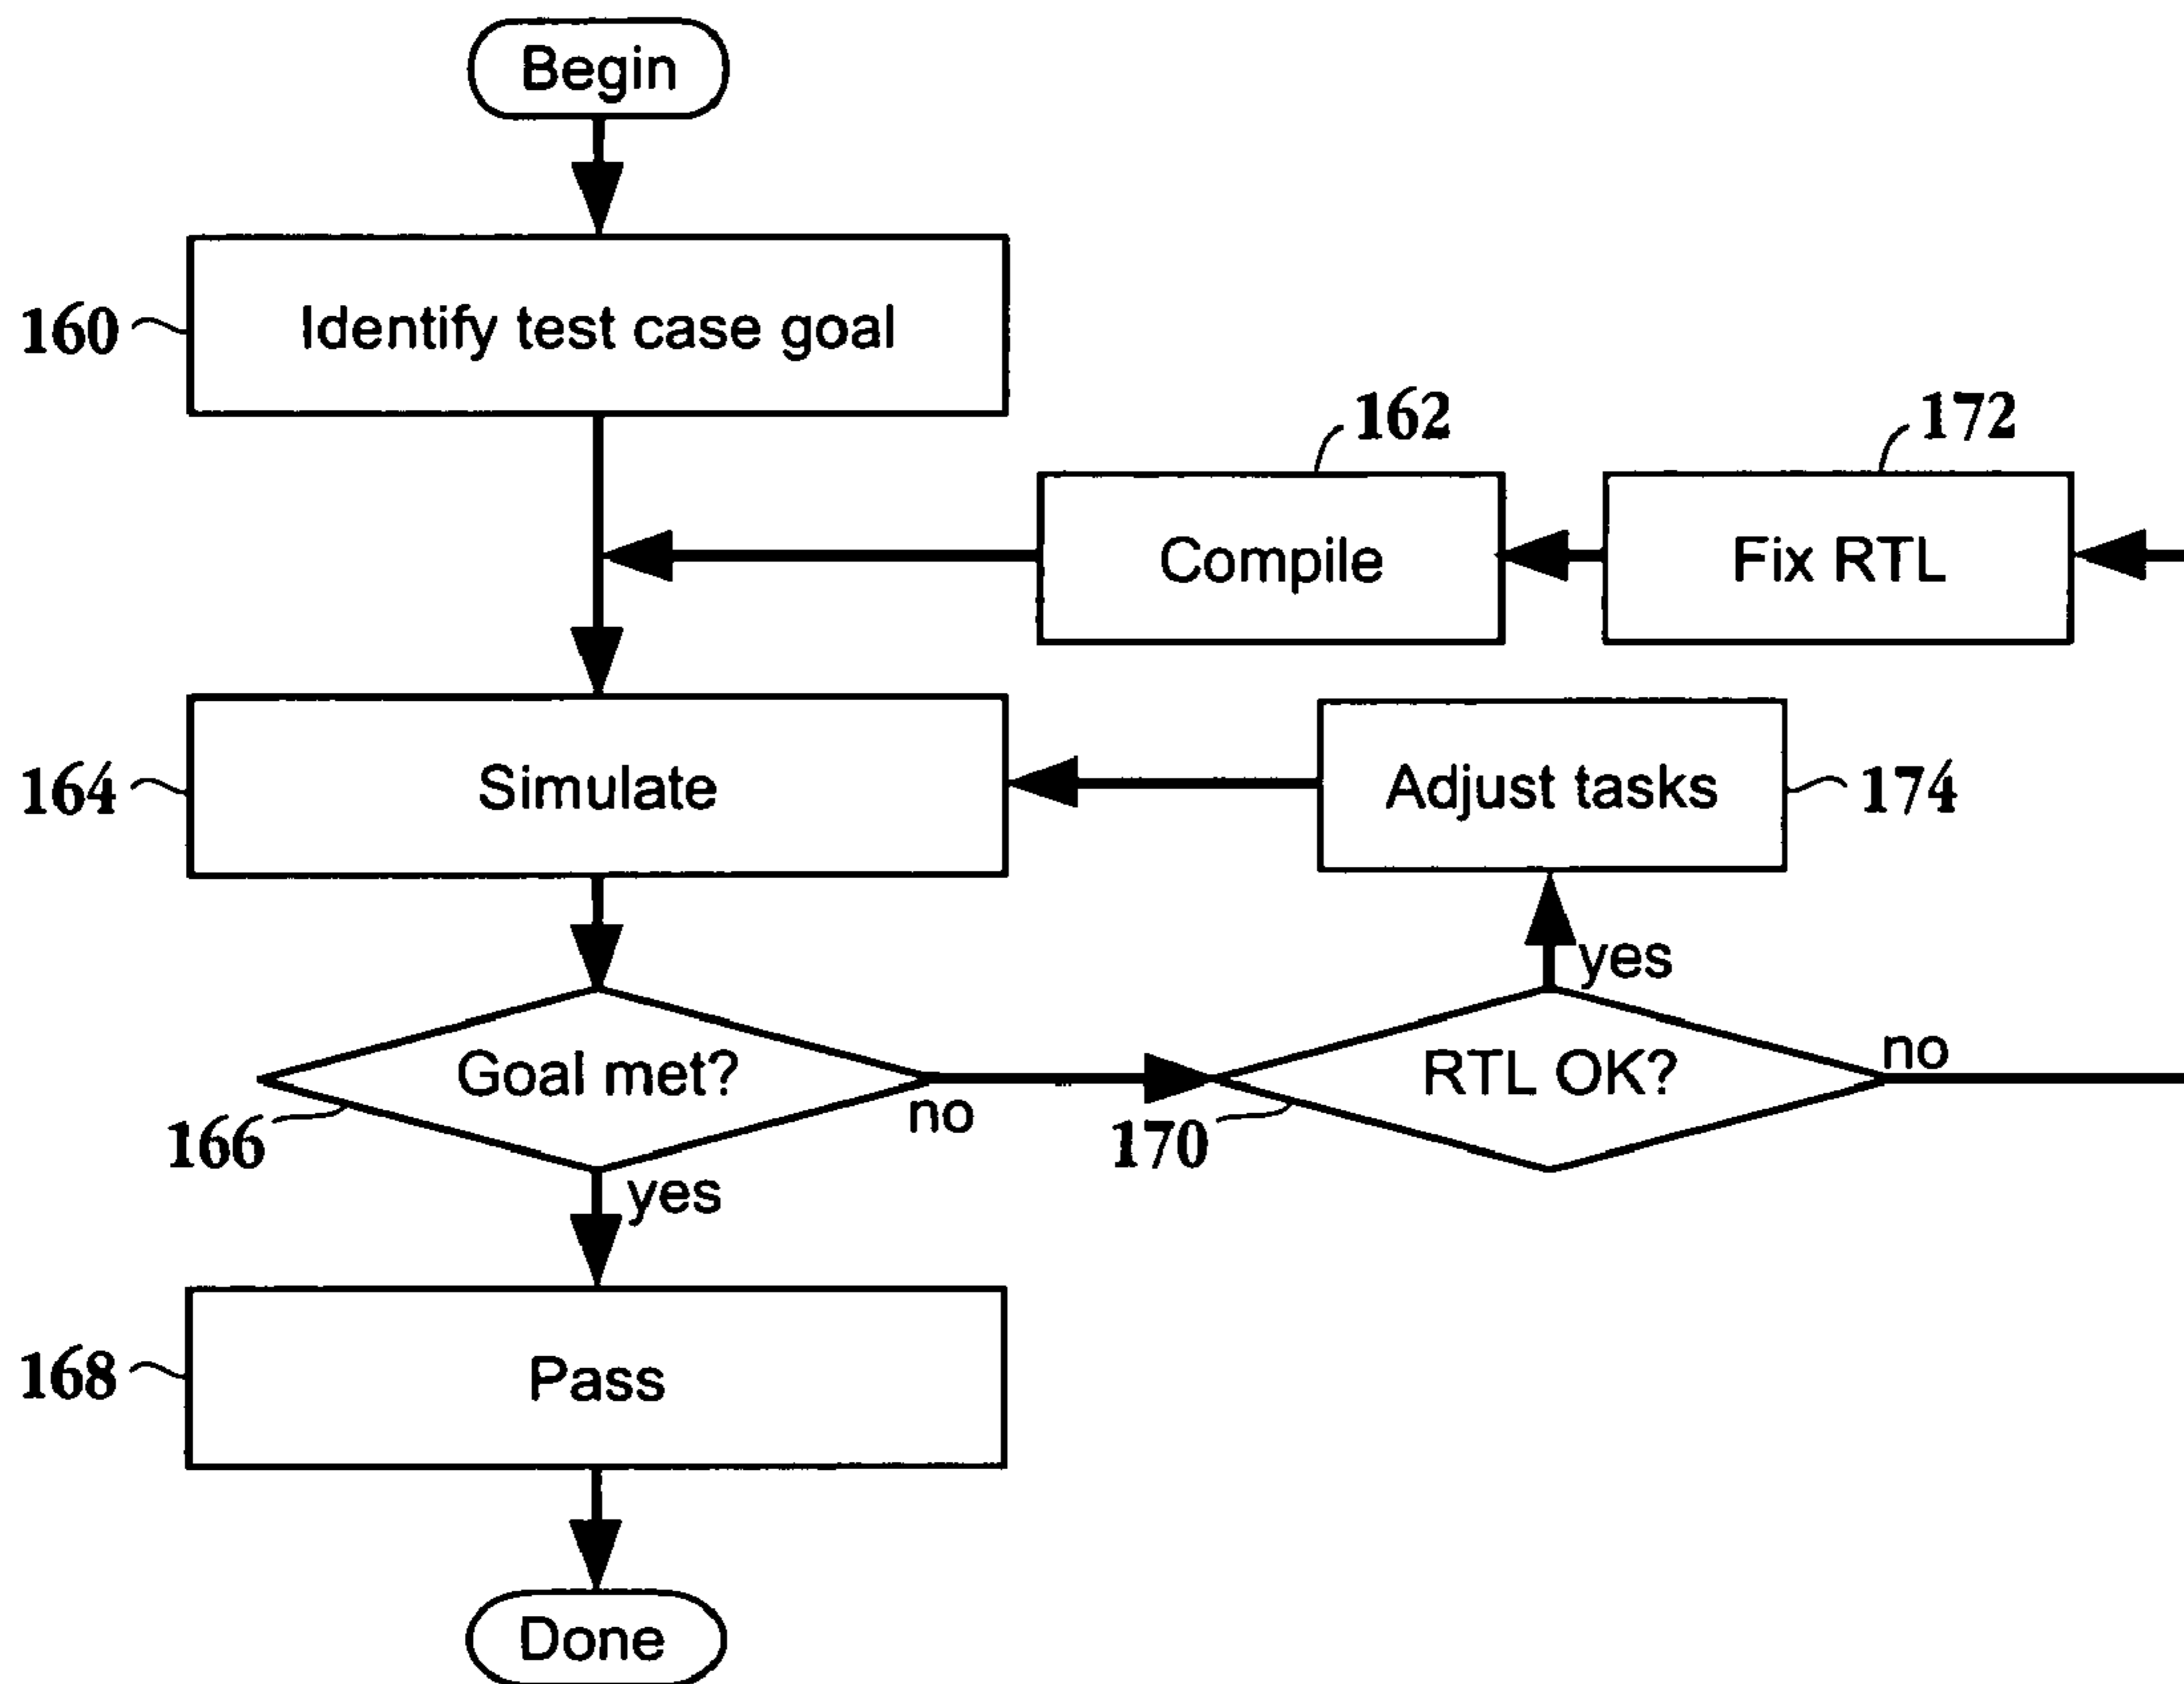 Begin
160
Identify test case goal
162
172
Compile
Fix RTL
164
Simulate
Adjust tasks
174
yes
Goal met?
RTL OK?
no
166
no
170
yes
168
Pass
Done